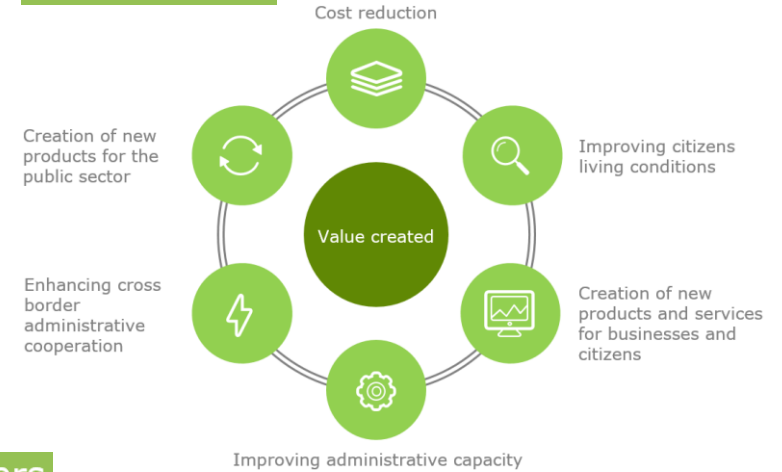 Cost reduction
Creation of new
products for the
public sector
Improving citizens
living conditions
Value created
Enhancing cross
border
administrative
cooperation
Creation of new
products and services
for businesses and
citizens
Improving administrative capacity